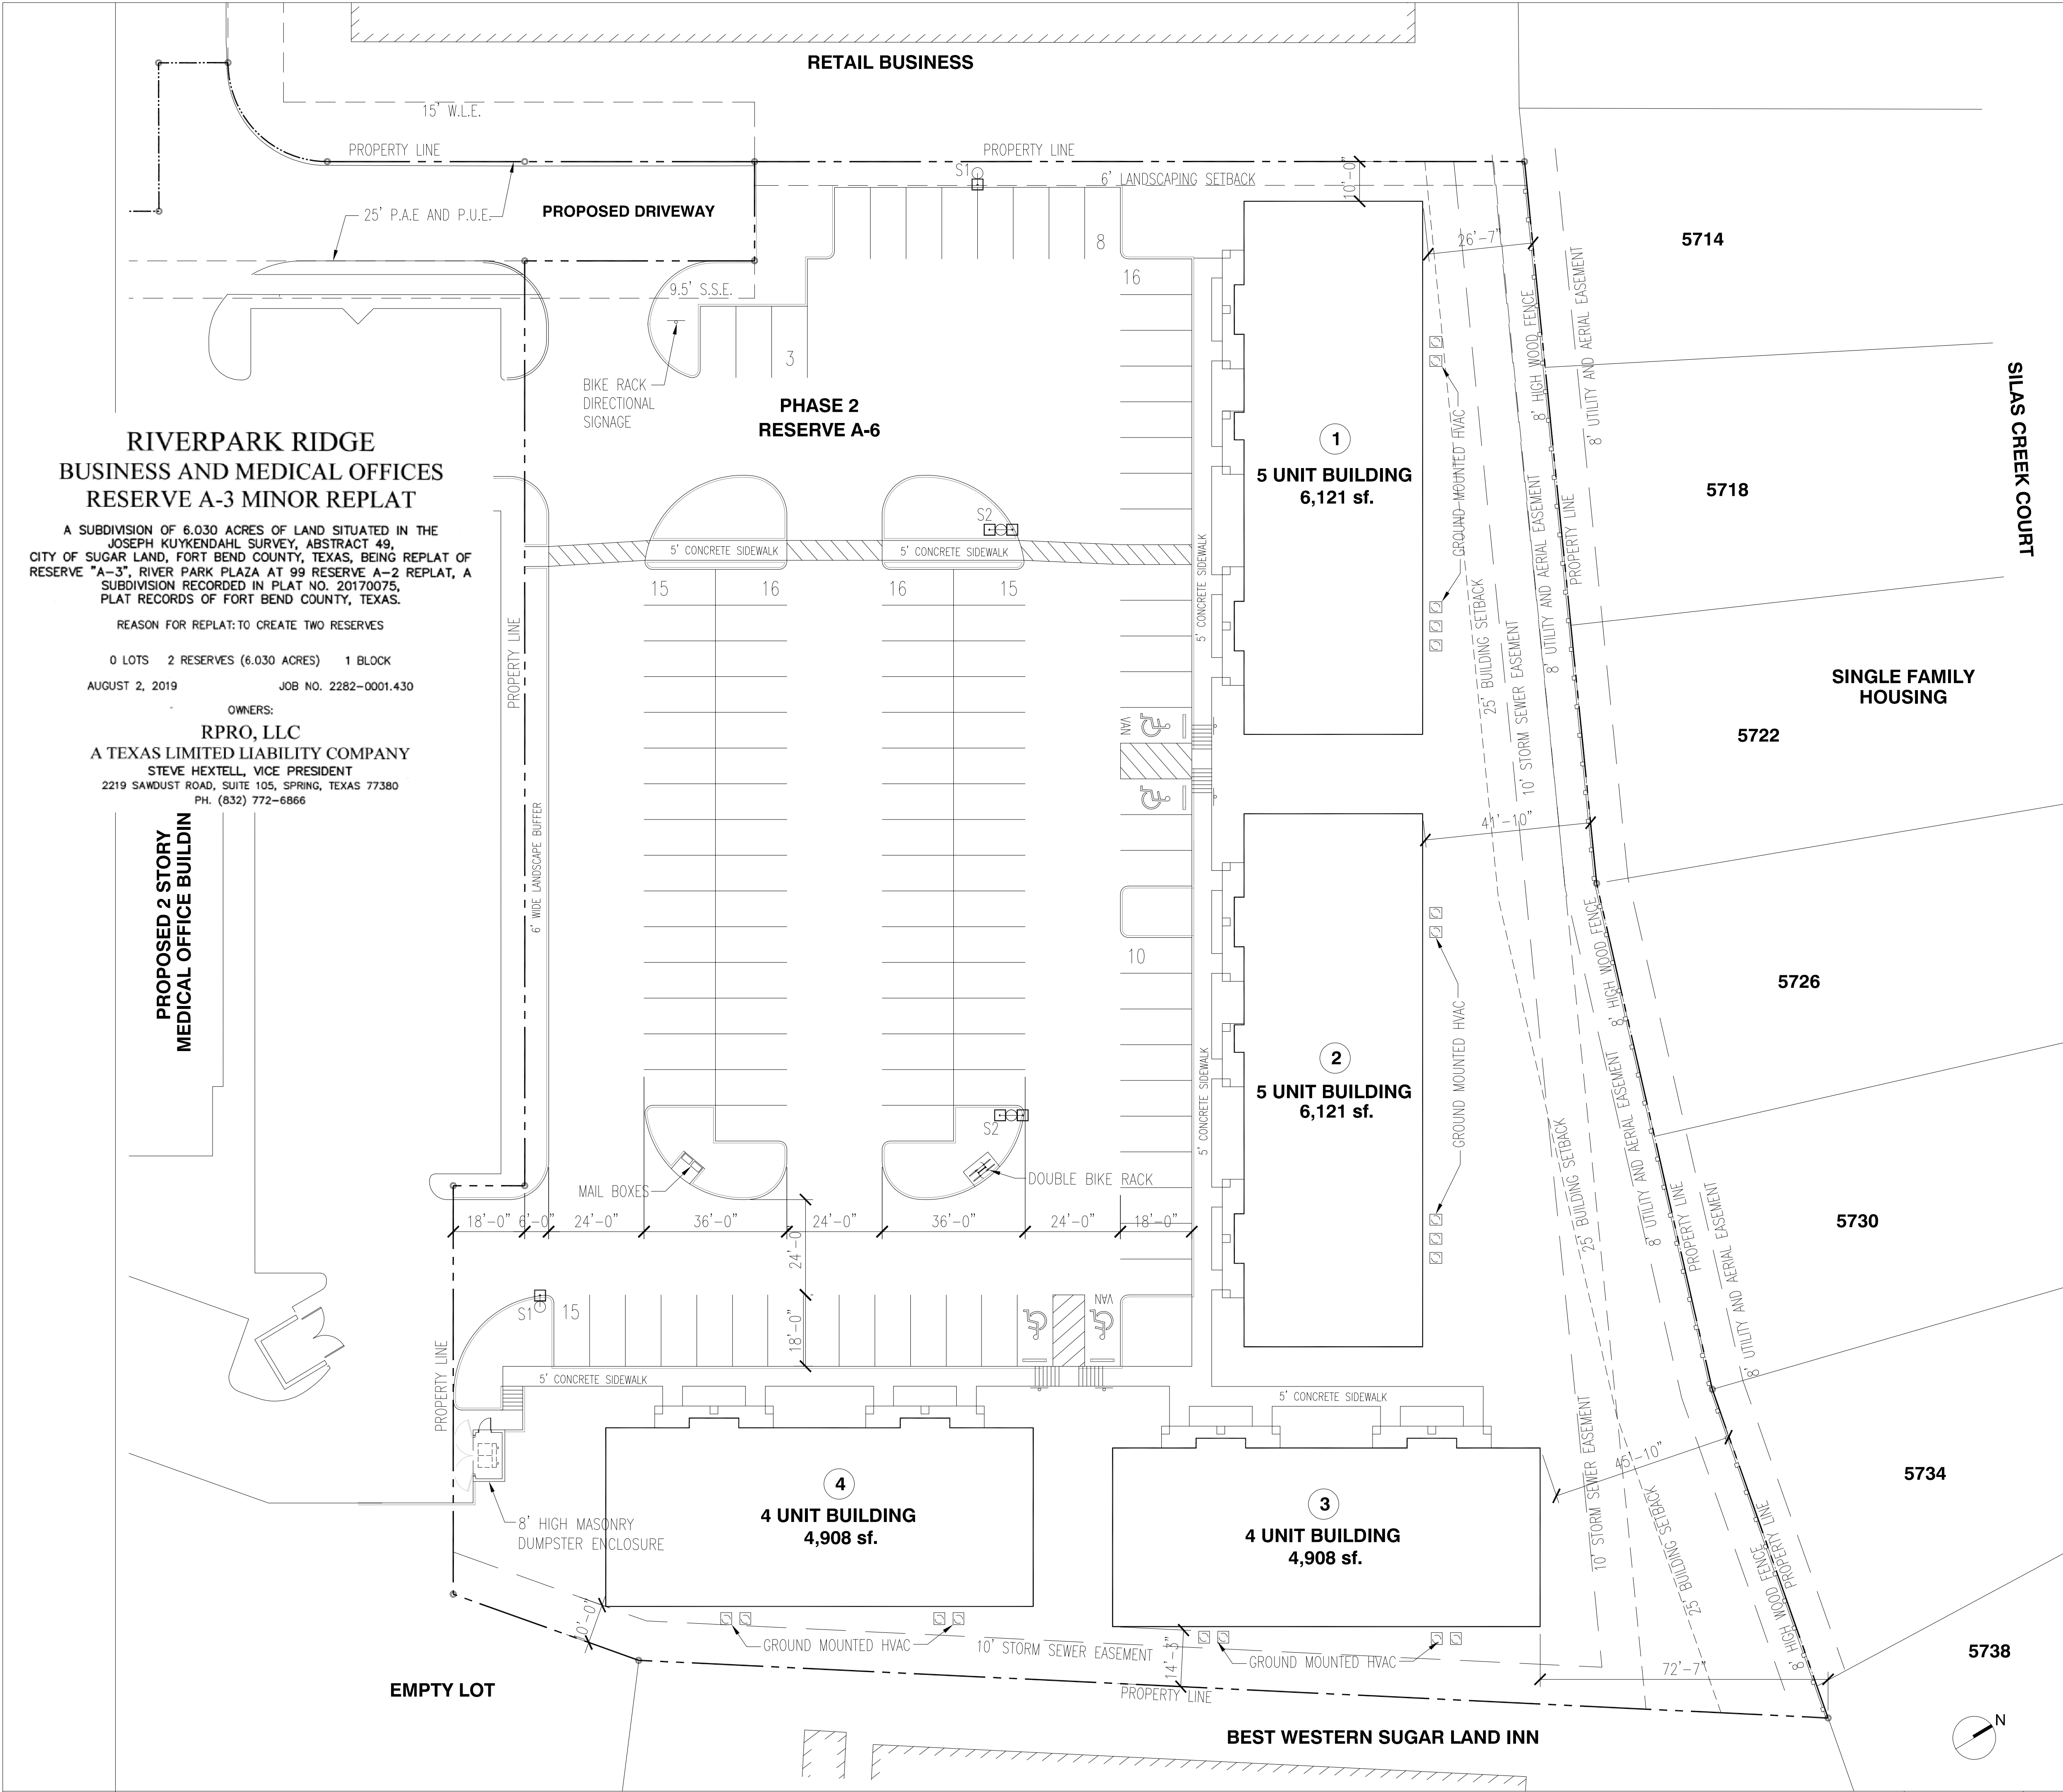 RETAIL BUSINESS
15' W.L.E.
PROPERTY LINE
PROPERTY LINE
S1
6' LANDSCAPING SETBACK
10'-0"
25' P.A.E AND P.U.E.
PROPOSED DRIVEWAY
8
26'-7"
5714
16
9.5' S.S.E.
3
BIKE RACK
DIRECTIONAL
SIGNAGE
PHASE 2
RESERVE A-6
8' HIGH WOOD FENCE
8' UTILITY AND AERIAL EASEMENT
SILAS CREEK COURT
RIVERPARK RIDGE
BUSINESS AND MEDICAL OFFICES
RESERVE A-3 MINOR REPLAT
A SUBDIVISION OF 6.030 ACRES OF LAND SITUATED IN THE
JOSEPH KUYKENDAHL SURVEY, ABSTRACT 49,
CITY OF SUGAR LAND, FORT BEND COUNTY, TEXAS, BEING REPLAT OF
RESERVE "A-3", RIVER PARK PLAZA AT 99 RESERVE A-2 REPLAT, A
SUBDIVISION RECORDED IN PLAT NO. 20170075,
PLAT RECORDS OF FORT BEND COUNTY, TEXAS.
REASON FOR REPLAT: TO CREATE TWO RESERVES
0 LOTS 2 RESERVES (6.030 ACRES) 1 BLOCK
AUGUST 2, 2019 JOB NO. 2282-0001.430
OWNERS:
RPRO, LLC
A TEXAS LIMITED LIABILITY COMPANY
STEVE HEXTELL, VICE PRESIDENT
2219 SAWDUST ROAD, SUITE 105, SPRING, TEXAS 77380
PH. (832) 772-6866
1
5 UNIT BUILDING
6,121 sf.
GROUND MOUNTED HVAC
5718
S2
5' CONCRETE SIDEWALK
5' CONCRETE SIDEWALK
15
16
16
15
5' CONCRETE SIDEWALK
PROPERTY LINE
25' BUILDING SETBACK
10' STORM SEWER EASEMENT
8' UTILITY AND AERIAL EASEMENT
PROPERTY LINE
SINGLE FAMILY
HOUSING
5722
VAN
6' WIDE LANDSCAPE BUFFER
PROPOSED 2 STORY
MEDICAL OFFICE BUILDIN
41'-10"
10
8' HIGH WOOD FENCE
5726
2
5 UNIT BUILDING
6,121 sf.
GROUND MOUNTED HVAC
5' CONCRETE SIDEWALK
S2
MAIL BOXES
DOUBLE BIKE RACK
25' BUILDING SETBACK
8' UTILITY AND AERIAL EASEMENT
PROPERTY LINE
8' UTILITY AND AERIAL EASEMENT
5730
18'-0"
6'-0"
24'-0"
36'-0"
24'-0"
36'-0"
24'-0"
18'-0"
24'-0
18'-0"
S1
15
VAN
PROPERTY LINE
5' CONCRETE SIDEWALK
5' CONCRETE SIDEWALK
10' STORM SEWER EASEMENT
45'-10"
5734
4
4 UNIT BUILDING
4,908 sf.
3
4 UNIT BUILDING
4,908 sf.
8' HIGH MASONRY
DUMPSTER ENCLOSURE
25' BUILDING SETBACK
8' HIGH WOOD FENCE
PROPERTY LINE
10'-0"
GROUND MOUNTED HVAC
10' STORM SEWER EASEMENT
14'-3"
GROUND MOUNTED HVAC
72'-7"
5738
EMPTY LOT
PROPERTY LINE
BEST WESTERN SUGAR LAND INN
N